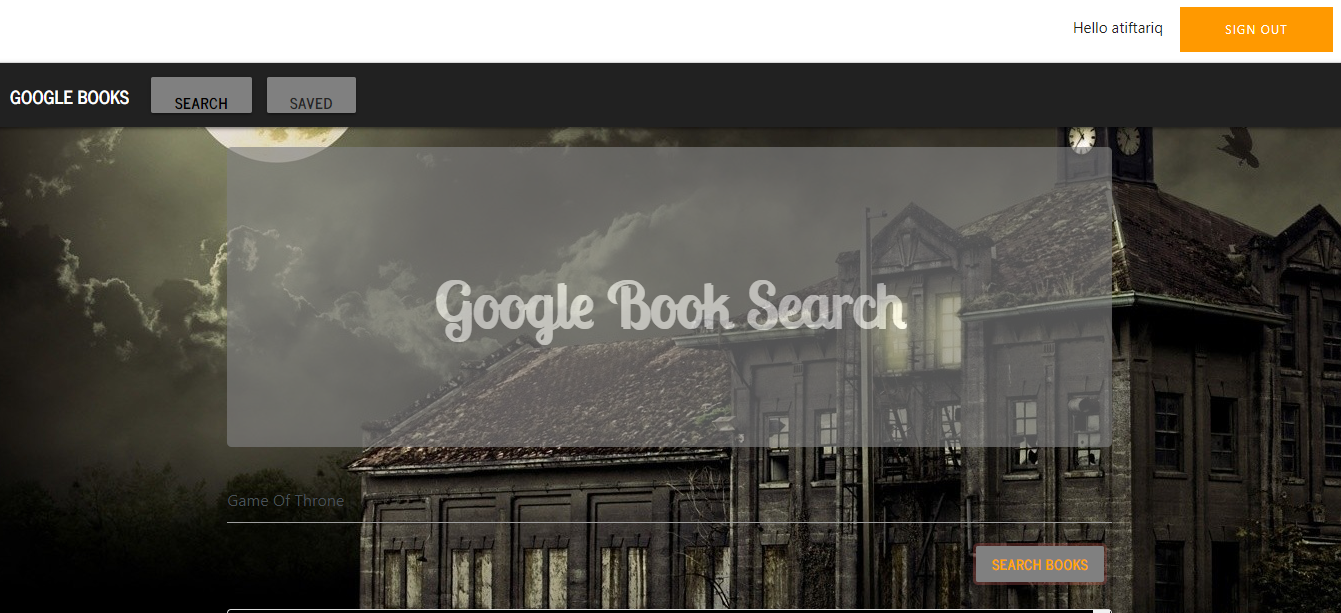 Hello atiftariq
SIGN OUT
GOOGLE BOOKS
SEARCH
SAVED
Google Book Search
Game Of Throne
SEARCH BOOKS